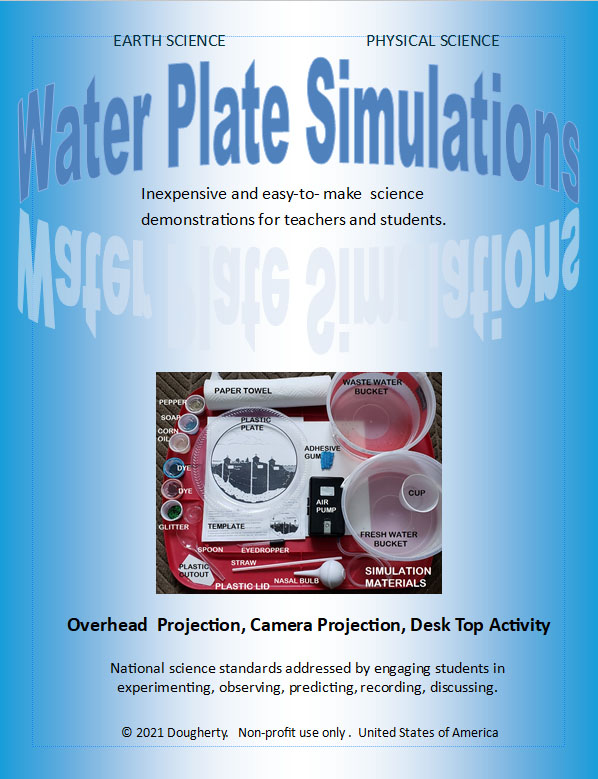 EARTH SCIENCE PHYSICAL SCIENCE
Water Plate Simulations
Inexpensive and easy-to- make science
demonstrations for teachers and students.
Water Plate Simulations
PAPER TOWEL
WASTE WATER
BUCKET
PEPPER
SOAP
CORN
OIL
PLASTIC
PLATE
ADHESIVE
GUM
DYE
DYE
AIR
PUMP
CUP
GLITTER
TEMPLATE
FRESH WATER
BUCKET
SPOON
EYEDROPPER
STRAW
PLASTIC
CUTOUT
PLASTIC LID
NASAL BULB
SIMULATION
MATERIALS
Overhead Projection, Camera Projection, Desk Top Activity
National science standards addressed by engaging students in
experimenting, observing, predicting, recording, discussing.
© 2021 Dougherty. Non-profit use only . United States of America